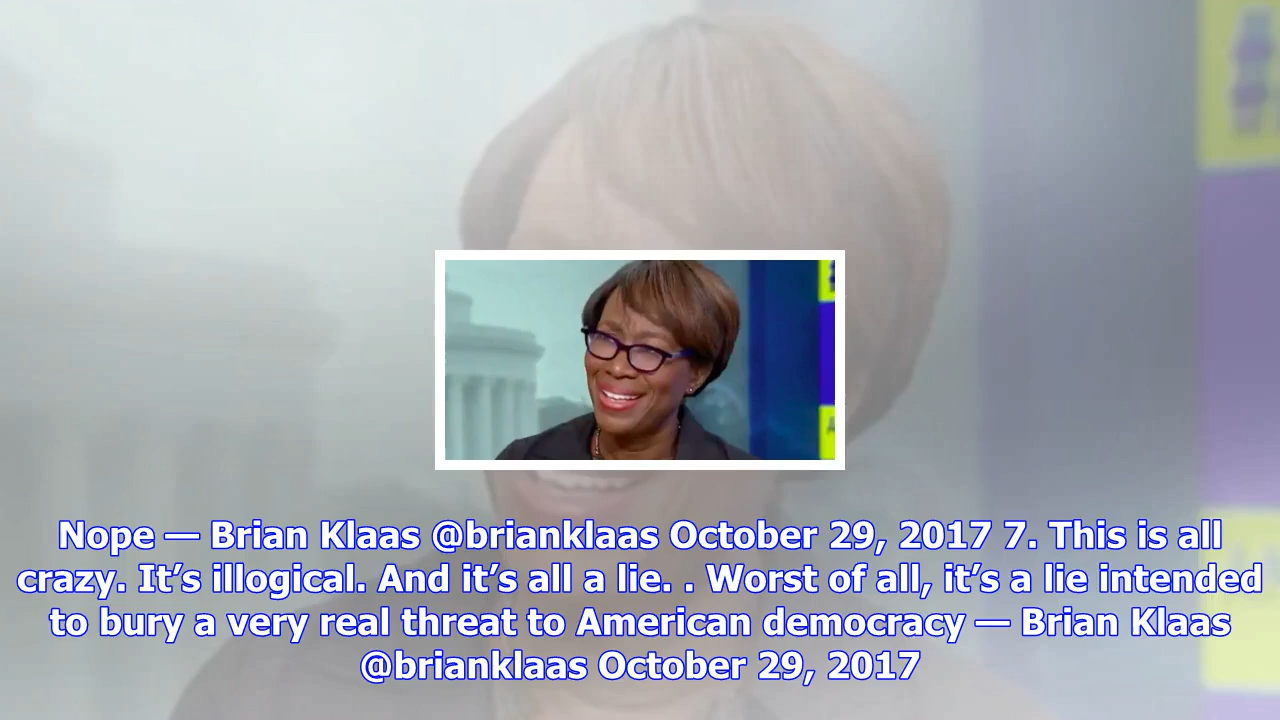 Nope — Brian Klaas @brianklaas October 29, 2017 7. This is all
crazy. It’s illogical. And it’s all a lie. . Worst of all, it’s a lie intended
to bury a very real threat to American democracy — Brian Klaas
@brianklaas October 29, 2017